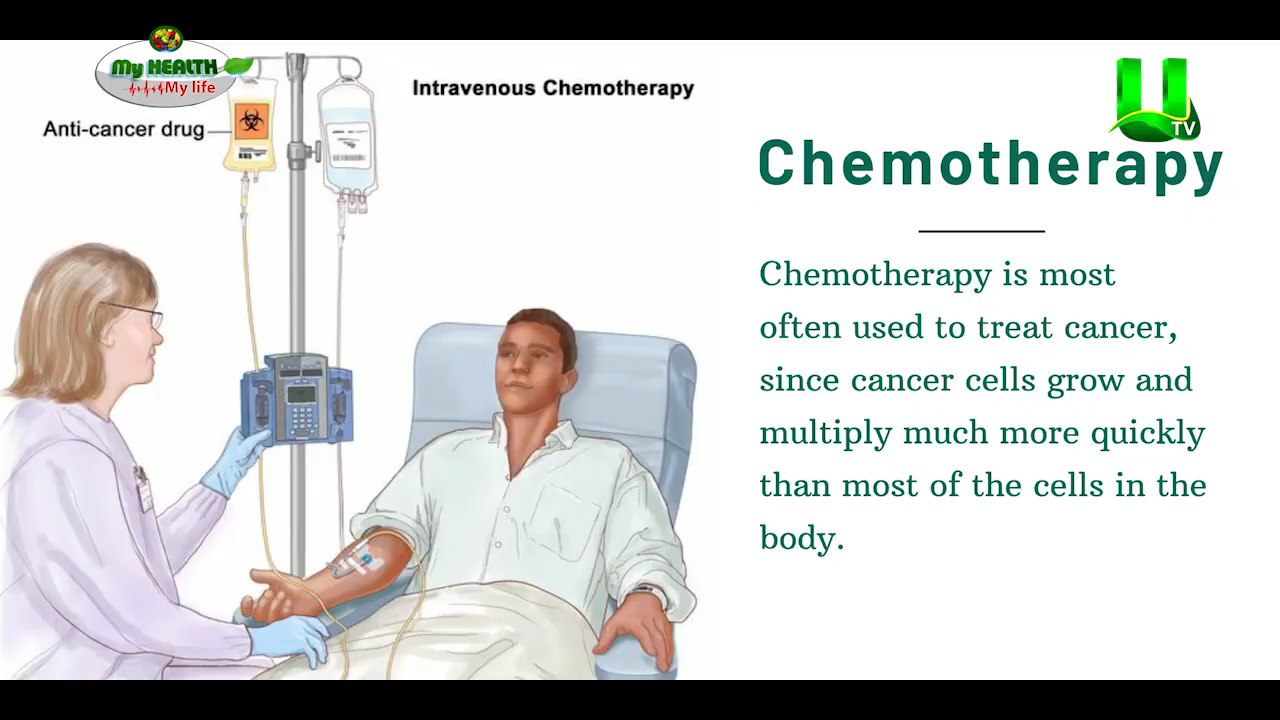 My HEALTH
My life
Anti-cancer drug
Intravenous Chemotherapy
U
TV
Chemotherapy
Chemotherapy is most
often used to treat cancer,
since cancer cells grow and
multiply much more quickly
than most of the cells in the
body.